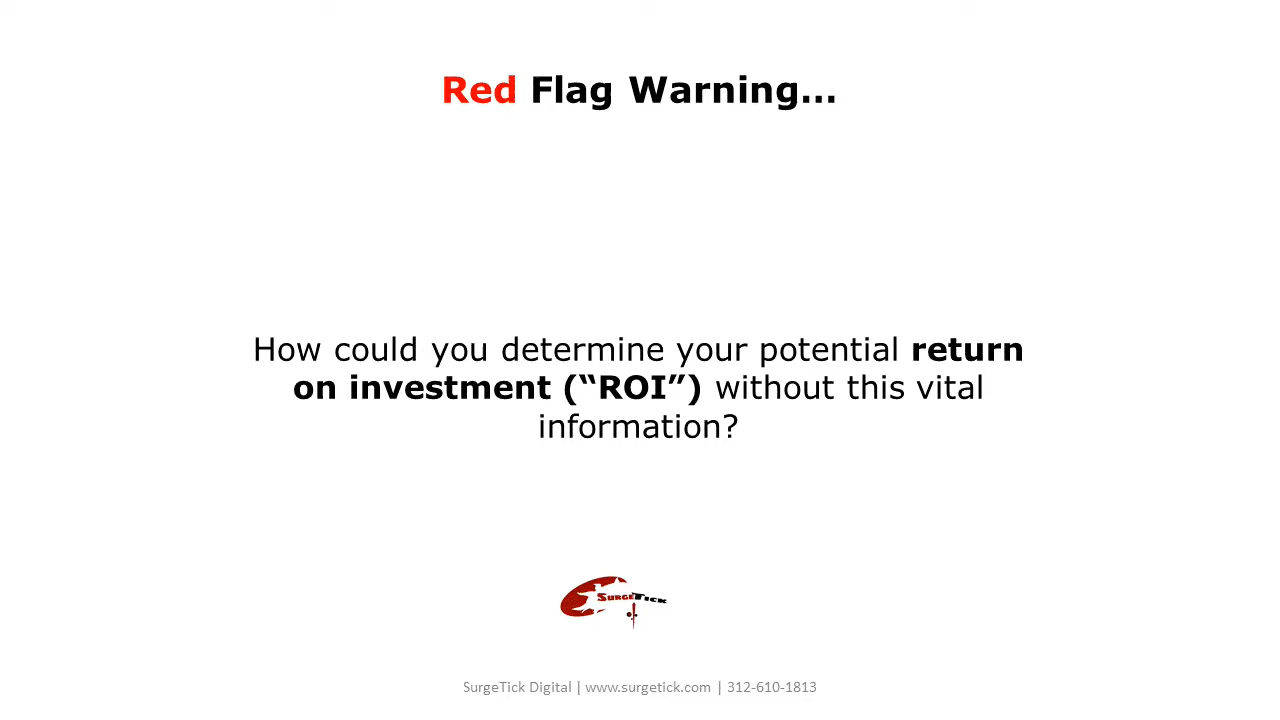 Red Flag Warning...
How could you determine your potential return
on investment (“ROI”) without this vital
information?
SurgeTick
SurgeTick Digital | www.surgetick.com | 312-610-1813